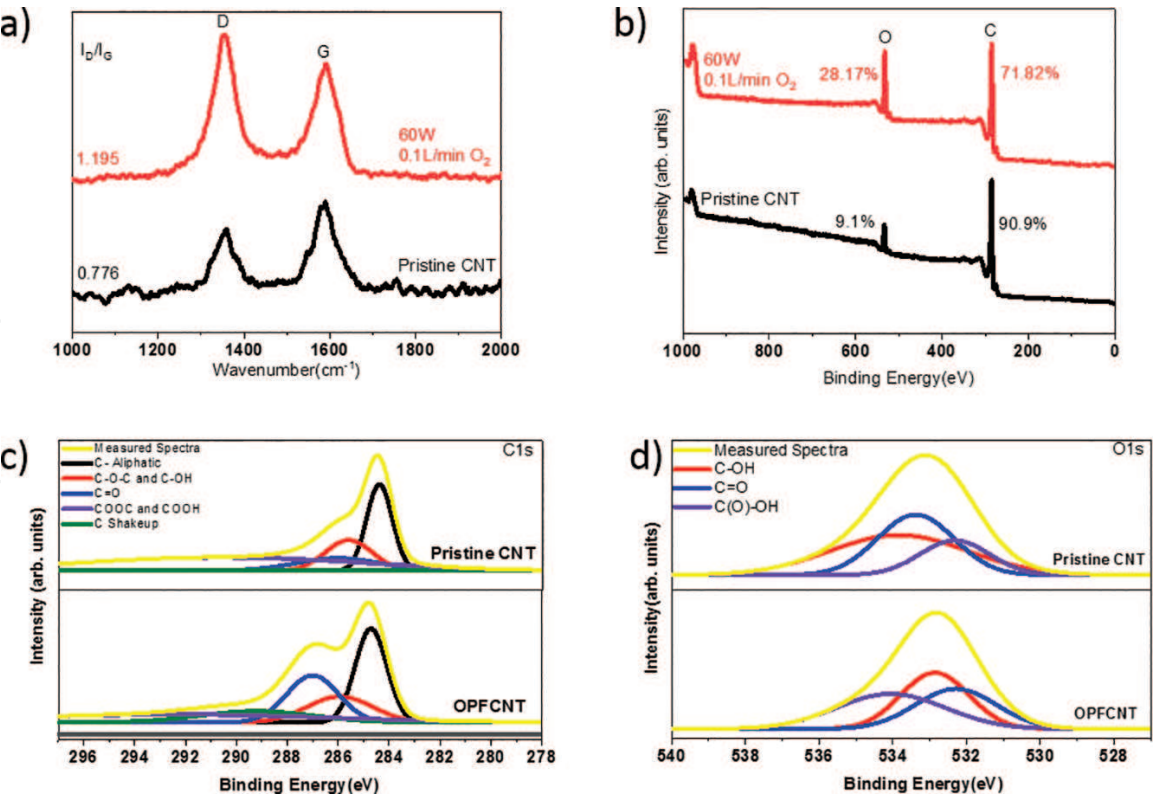 a)
I_D/I_G
D
G
60W
0.1L/min O₂
1.195
0.776
Pristine CNT
1000 1200 1400 1600 1800 2000
Wavenumber(cm⁻¹)
b)
O
C
60W
0.1L/min O₂
28.17%
71.82%
Pristine CNT
9.1%
90.9%
Intensity (arb. units)
1000 800 600 400 200 0
Binding Energy(eV)
c)
C1s
Measured Spectra
C- Aliphatic
C-O-C and C-OH
C=O
COOC and COOH
C Shakeup
Pristine CNT
OPFCNT
Intensity (arb. units)
296 294 292 290 288 286 284 282 280 278
Binding Energy(eV)
d)
O1s
Measured Spectra
C-OH
C=O
C(O)-OH
Pristine CNT
OPFCNT
Intensity(arb. units)
540 538 536 534 532 530 528
Binding Energy(eV)